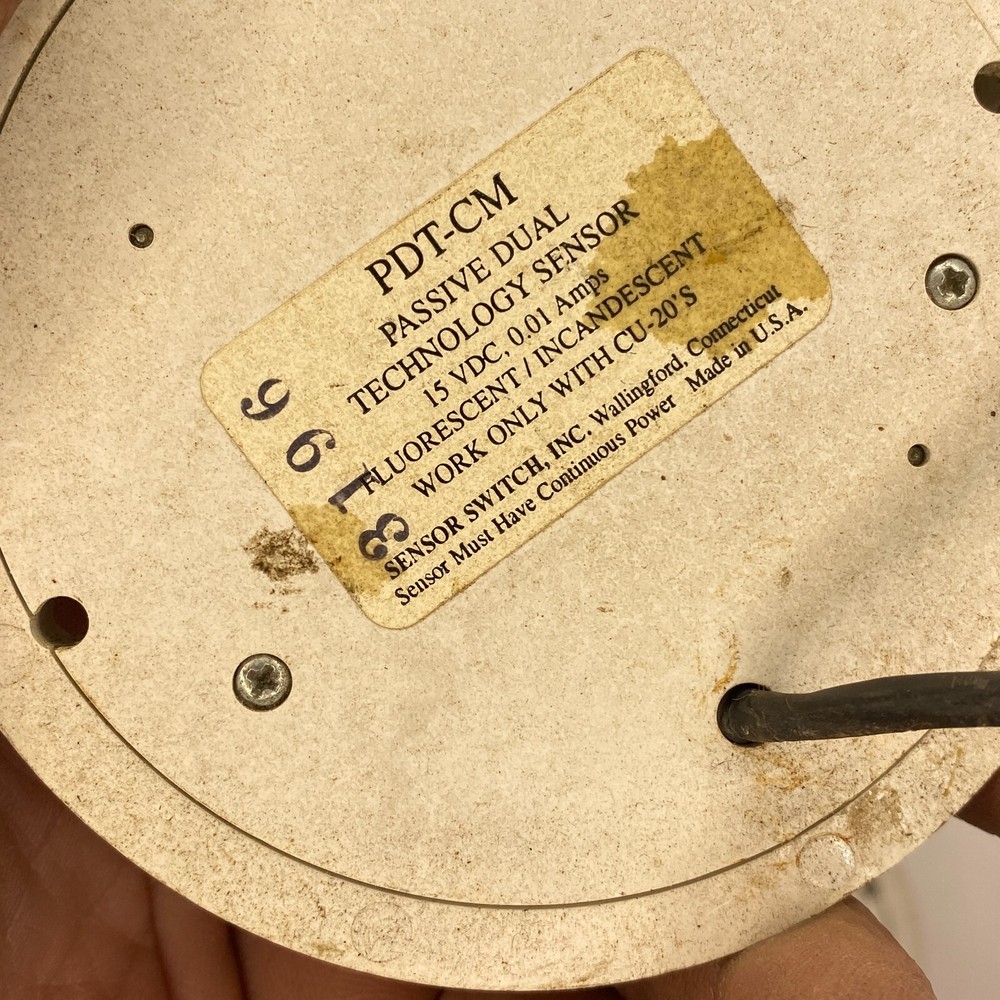 PDT-CM
PASSIVE DUAL
TECHNOLOGY SENSOR
15 VDC, 0.01 Amps
FLUORESCENT / INCANDESCENT
WORK ONLY WITH CU-20'S
SENSOR SWITCH, INC. Wallingford, Connecticut
Sensor Must Have Continuous Power Made in U.S.A.